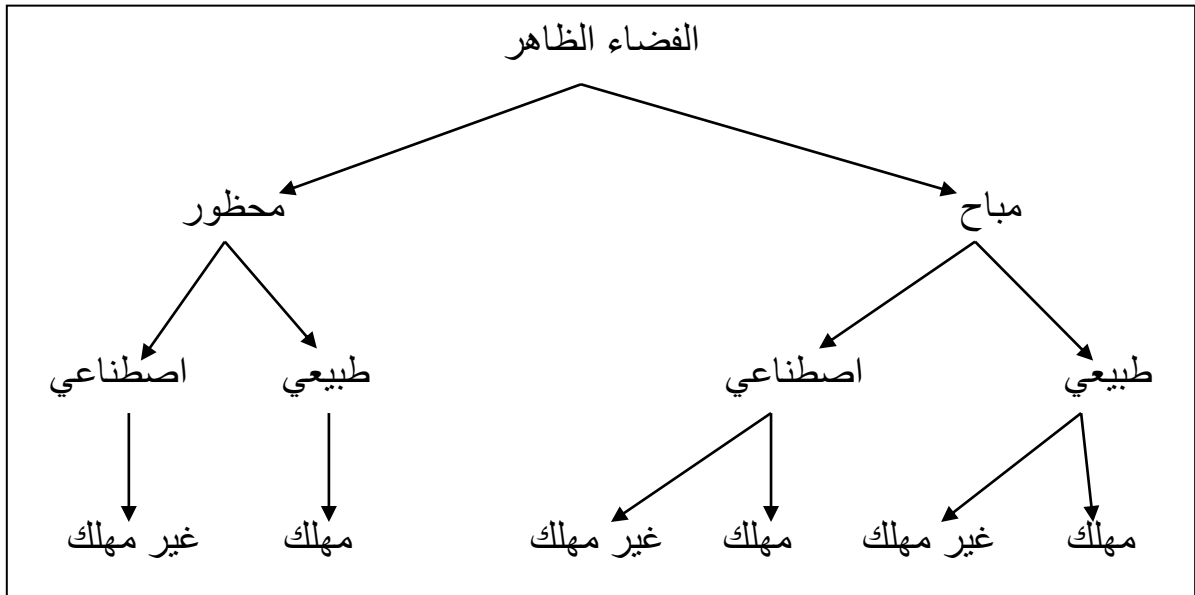 الفضاء الظاهر
مباح محظور
طبيعي اصطناعي طبيعي اصطناعي
مهلك غير مهلك مهلك غير مهلك مهلك غير مهلك